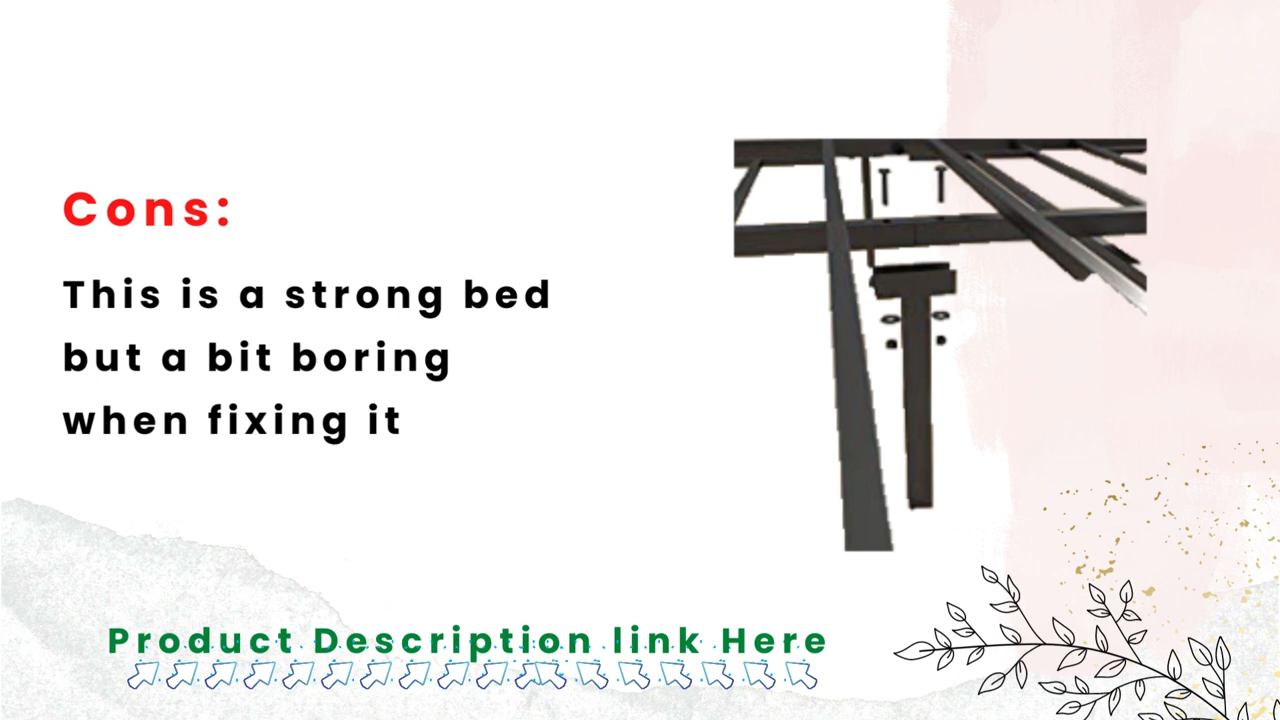 Cons:
This is a strong bed
but a bit boring
when fixing it
Product Description link Here